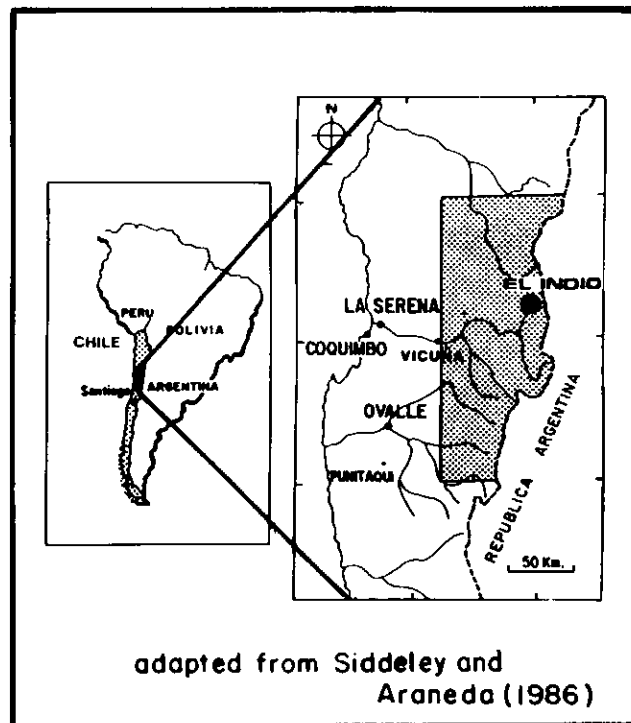 N
PERU
BOLIVIA
CHILE
Santiago
ARGENTINA
EL INDIO
LA SERENA
COQUIMBO
VICUNA
OVALLE
PUNITAQUI
REPUBLICA ARGENTINA
50 Km.
adapted from Siddeley and
Araneda (1986)